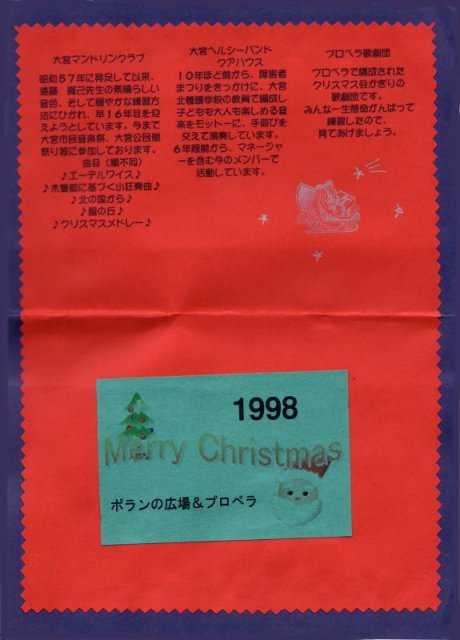 大宮マンドリンクラブ
昭和57年に発足して以来、
遠藤 隆己先生の素晴らしい
音色、そして穏やかな練習方
法にひかれ、早16年目を迎
えようとしています。今まで
大宮市民音楽祭、大宮公民館
祭り等に参加しております。
曲目(順不同)
♪エーデルワイス♪
♪木曽節に基づく小狂奏曲♪
♪北の国から♪
♪鐘の丘♪
♪クリスマスメドレー♪
大宮ヘルシーバンド
クアハウス
10年ほど前から、障害者
まつりをきっかけに、大宮
北養護学校の教員で編成し
子どもも大人も楽しめる音
楽をモットーに、手遊びを
交えて演奏しています。
6年程前から、マネージャ
ーを含む今のメンバーで
活動しています。
プロペラ歌劇団
プロペラで編成された
クリスマス会かぎりの
歌劇団です。
みんな一生懸命がんばって
練習したので、
見てあげましょう。
1998
Merry Christmas
ポランの広場&プロペラ